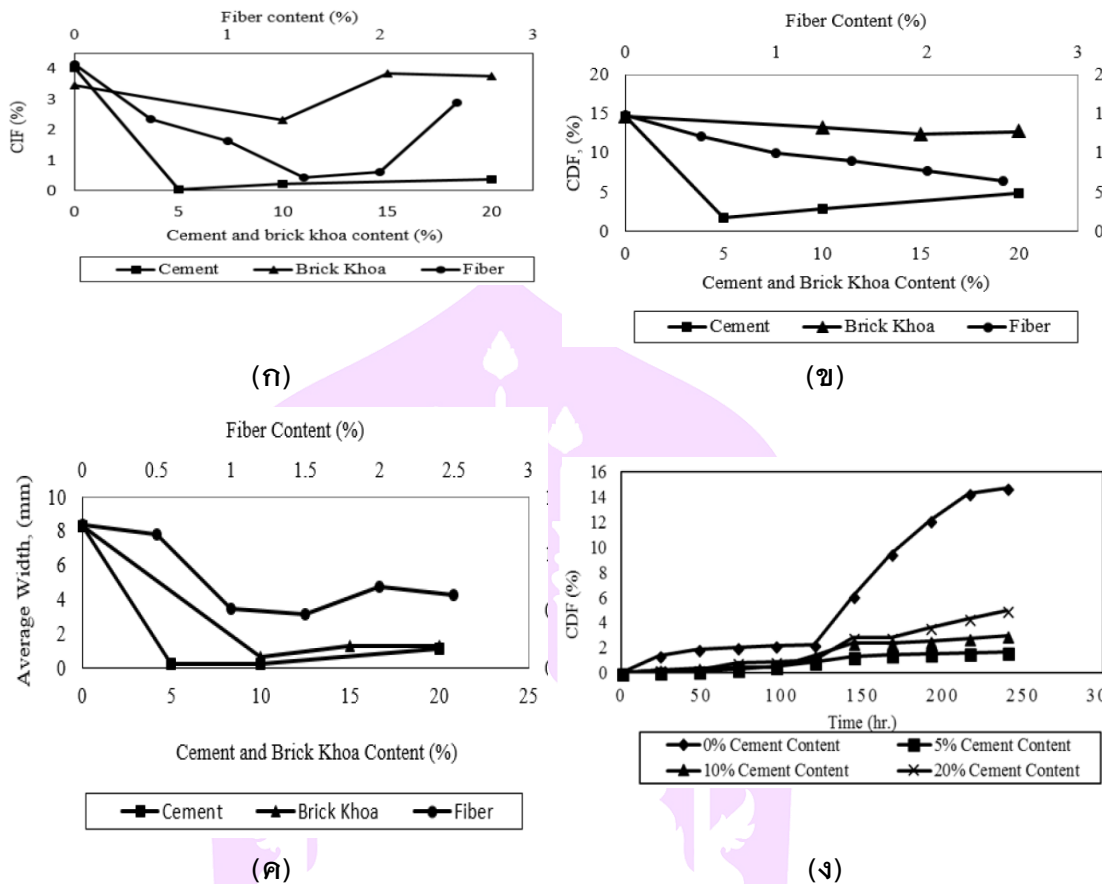 Fiber content (%)
0 1 2 3
CIF (%)
4
3
2
1
0
0 5 10 15 20
Cement and brick khoa content (%)
Cement Brick Khoa Fiber
(ก)
Fiber Content (%)
0 1 2 3
CDF, (%)
20
15
10
5
0
2
1
1
5
0
0 5 10 15 20
Cement and Brick Khoa Content (%)
Cement Brick Khoa Fiber
(ข)
Fiber Content (%)
0 0.5 1 1.5 2 2.5 3
Average Width, (mm)
10
8
6
4
2
0
0 5 10 15 20 25
Cement and Brick Khoa Content (%)
Cement Brick Khoa Fiber
(ค)
CDF (%)
16
14
12
10
8
6
4
2
0
0 50 100 150 200 250 300
Time (hr.)
0% Cement Content 5% Cement Content
10% Cement Content 20% Cement Content
(ง)